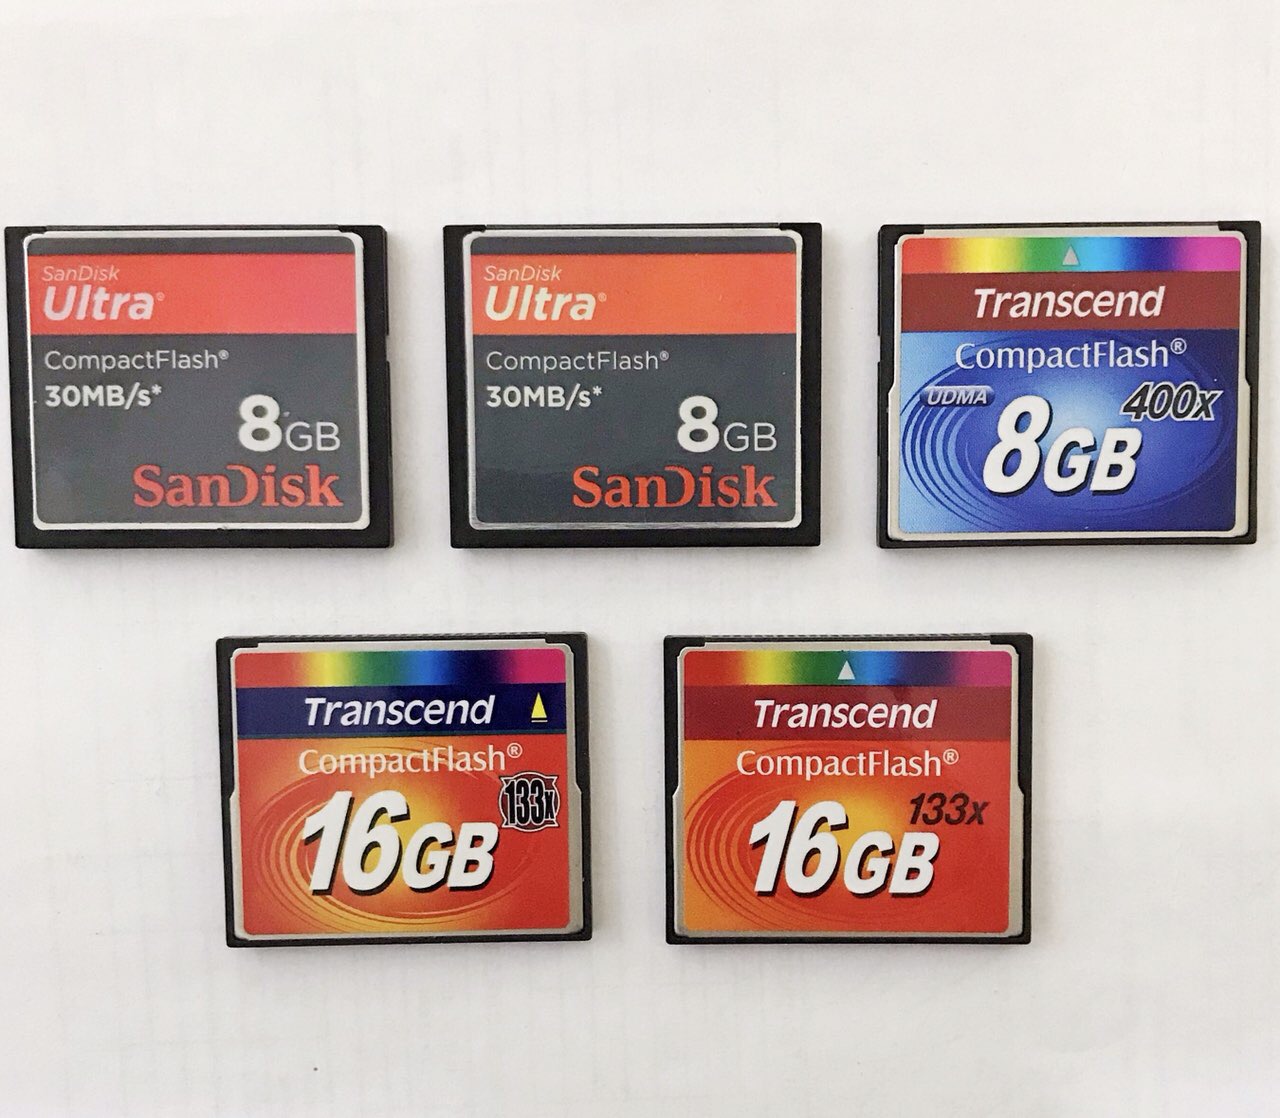 SanDisk
Ultra®
CompactFlash®
30MB/s*
8GB
SanDisk
SanDisk
Ultra®
CompactFlash®
30MB/s*
8GB
SanDisk
Transcend
CompactFlash®
UDMA 400x
8GB
Transcend
CompactFlash®
133x
16GB
Transcend
CompactFlash®
133x
16GB